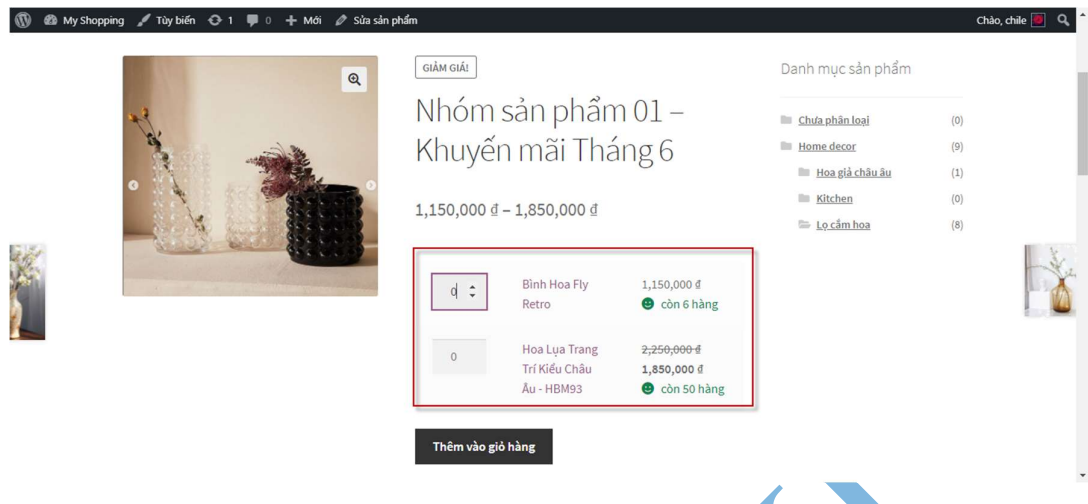 My Shopping Tùy biến 1 0 Mới Sửa sản phẩm Chào, chile
GIẢM GIÁ!
Nhóm sản phẩm 01 –
Khuyến mãi Tháng 6
1,150,000 ₫ – 1,850,000 ₫
0 Bình Hoa Fly 1,150,000 ₫
Retro còn 6 hàng
0 Hoa Lụa Trang 2,250,000 ₫
Trí Kiểu Châu 1,850,000 ₫
Âu - HBM93 còn 50 hàng
Thêm vào giỏ hàng
Danh mục sản phẩm
Chưa phân loại (0)
Home decor (9)
Hoa giả châu âu (1)
Kitchen (0)
Lọ cắm hoa (8)